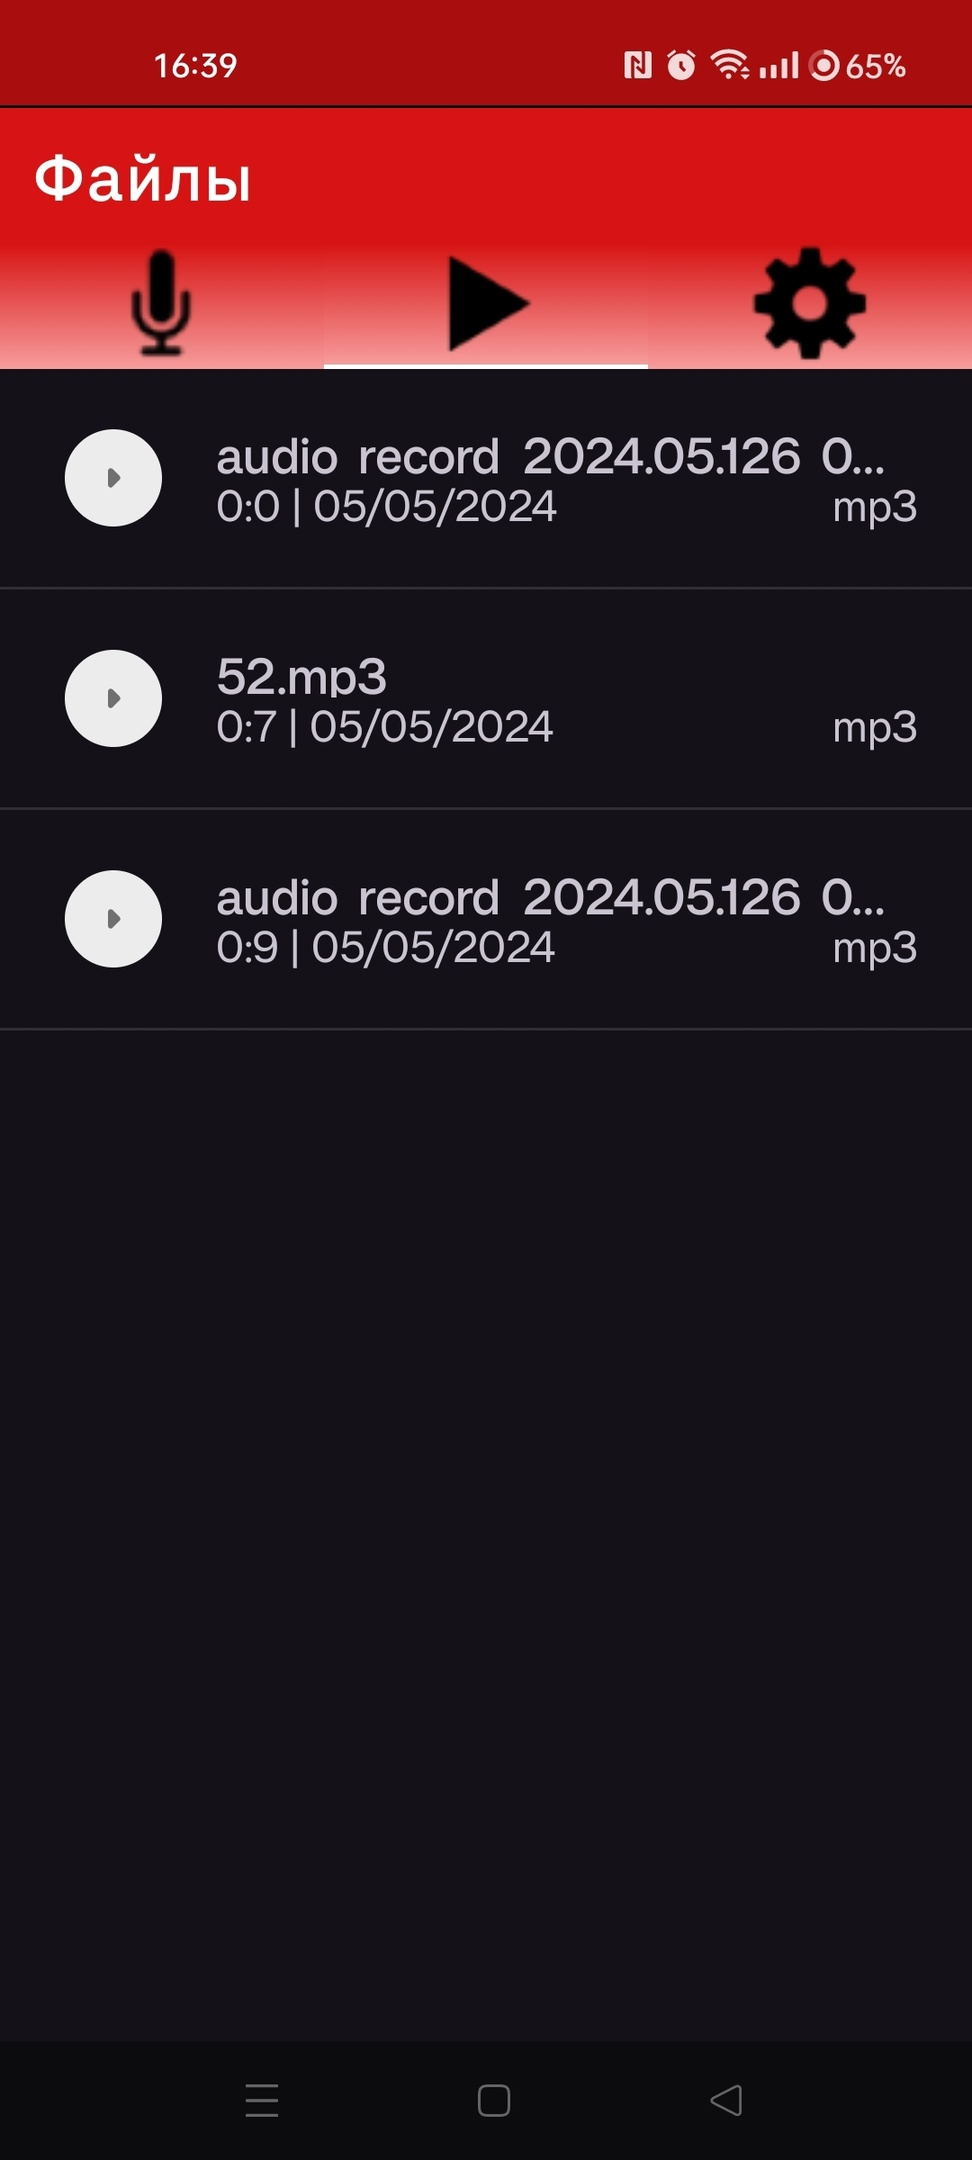 16:39 65%
Файлы
audio record 2024.05.126 0...
0:0 | 05/05/2024 mp3
52.mp3
0:7 | 05/05/2024 mp3
audio record 2024.05.126 0...
0:9 | 05/05/2024 mp3